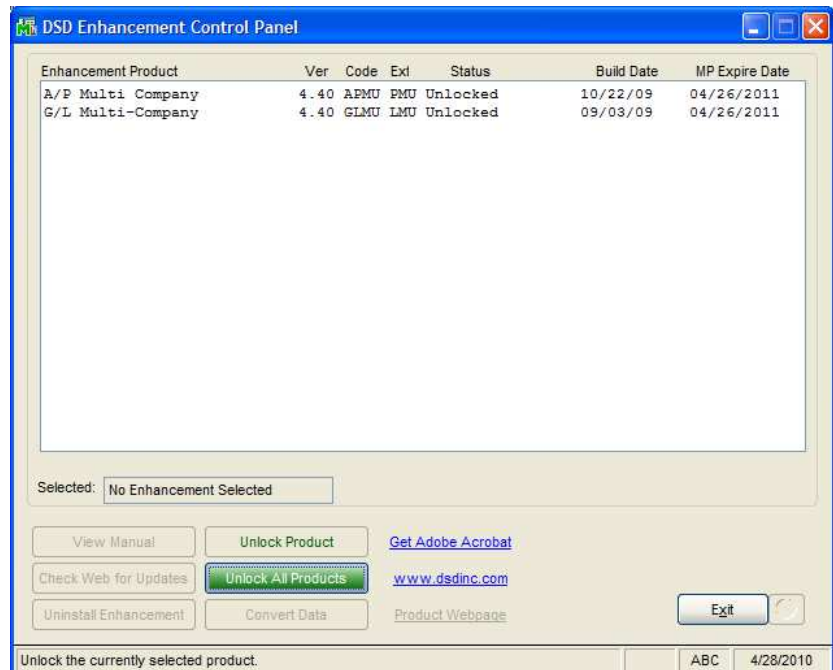 DSD Enhancement Control Panel
Enhancement Product Ver Code Ext Status Build Date MP Expire Date
A/P Multi Company 4.40 APMU PMU Unlocked 10/22/09 04/26/2011
G/L Multi-Company 4.40 GLMU LMU Unlocked 09/03/09 04/26/2011
Selected: No Enhancement Selected
View Manual Unlock Product Get Adobe Acrobat
Check Web for Updates Unlock All Products www.dsdinc.com
Uninstall Enhancement Convert Data Product Webpage Exit
Unlock the currently selected product. ABC 4/28/2010